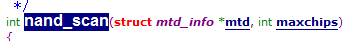 */
int nand_scan(struct mtd_info *mtd, int maxchips)
{